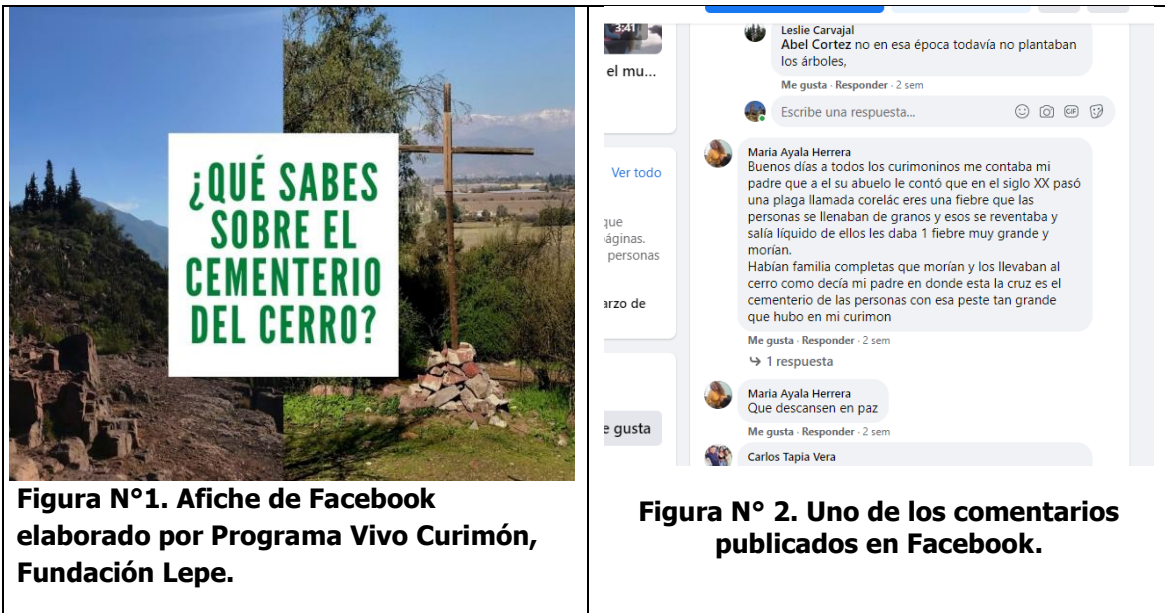 ¿QUÉ SABES
SOBRE EL
CEMENTERIO
DEL CERRO?
Figura N°1. Afiche de Facebook
elaborado por Programa Vivo Curimón,
Fundación Lepe.
3:41
el mu...
Ver todo
que
áginas.
personas
arzo de
e gusta
Leslie Carvajal
Abel Cortez no en esa época todavía no plantaban
los árboles,
Me gusta · Responder · 2 sem
Escribe una respuesta...
GIF
Maria Ayala Herrera
Buenos días a todos los curimoninos me contaba mi
padre que a el su abuelo le contó que en el siglo XX pasó
una plaga llamada corelác eres una fiebre que las
personas se llenaban de granos y esos se reventaba y
salía líquido de ellos les daba 1 fiebre muy grande y
morían.
Habían familia completas que morían y los llevaban al
cerro como decía mi padre en donde esta la cruz es el
cementerio de las personas con esa peste tan grande
que hubo en mi curimon
Me gusta · Responder · 2 sem
1 respuesta
Maria Ayala Herrera
Que descansen en paz
Me gusta · Responder · 2 sem
Carlos Tapia Vera
Figura N° 2. Uno de los comentarios
publicados en Facebook.